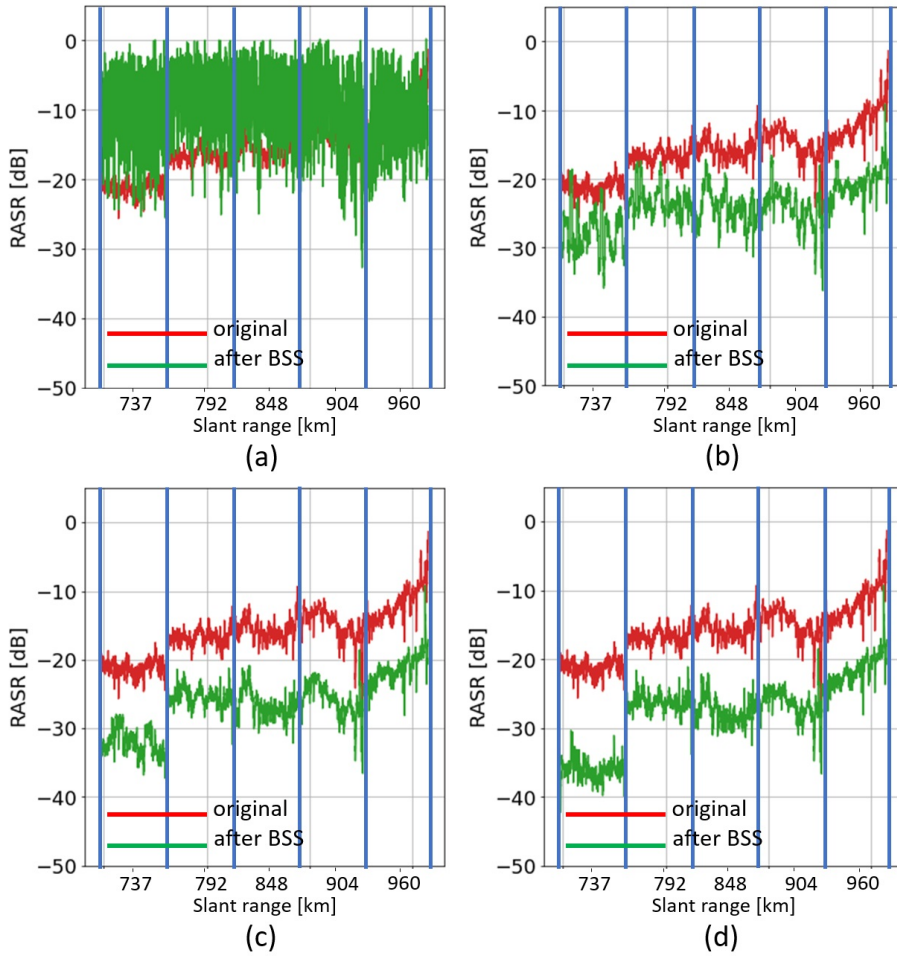 0
−10
−20
−30
−40
−50
RASR [dB]
original
after BSS
737 792 848 904 960
Slant range [km]
(a)
0
−10
−20
−30
−40
−50
RASR [dB]
original
after BSS
737 792 848 904 960
Slant range [km]
(b)
0
−10
−20
−30
−40
−50
RASR [dB]
original
after BSS
737 792 848 904 960
Slant range [km]
(c)
0
−10
−20
−30
−40
−50
RASR [dB]
original
after BSS
737 792 848 904 960
Slant range [km]
(d)